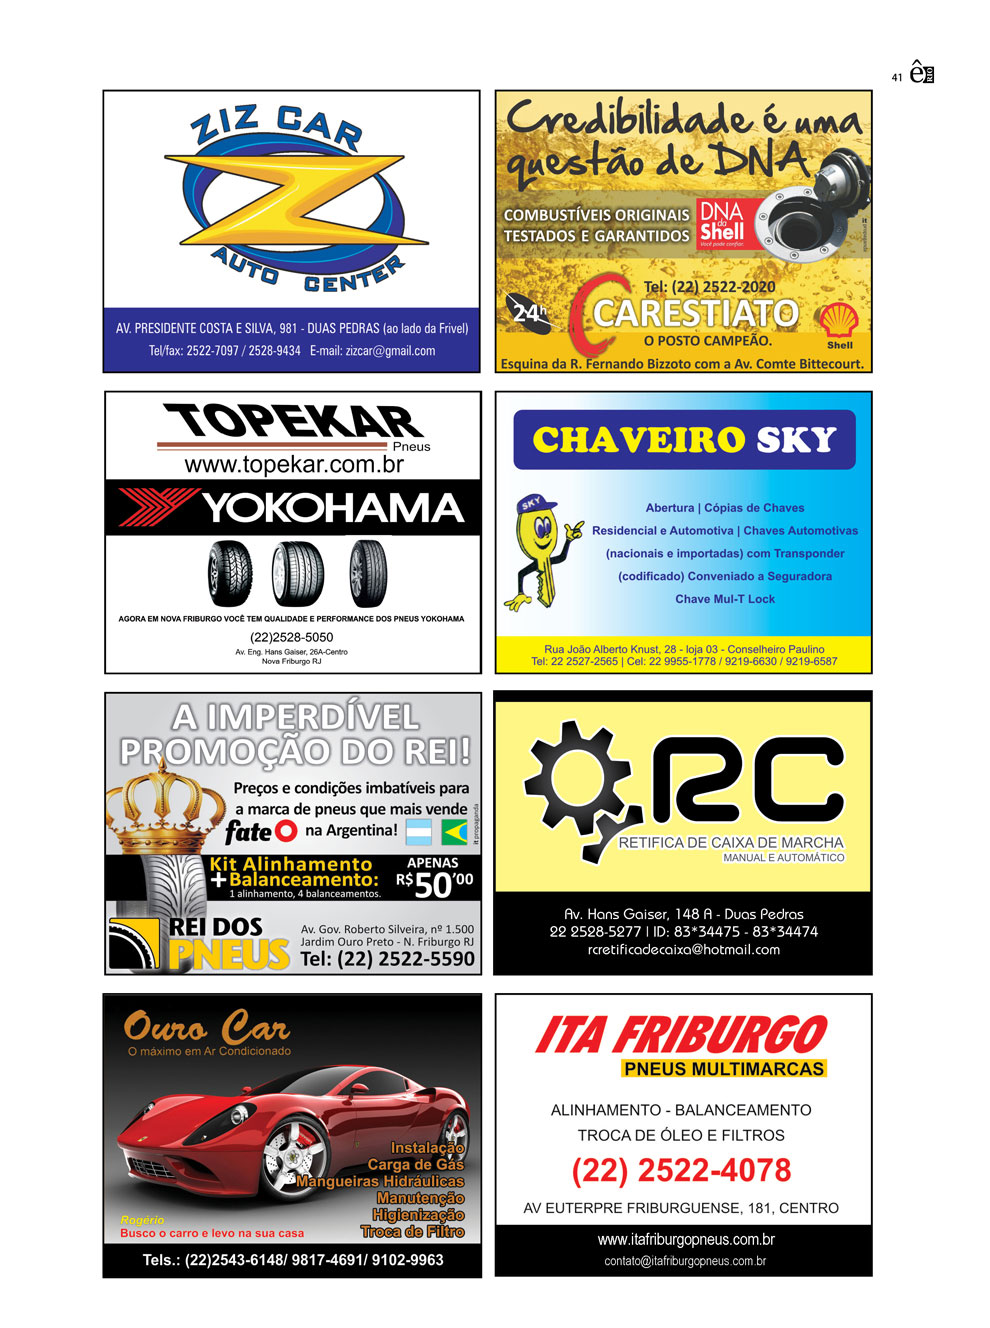 41 ê RIO
ZIZ CAR
AUTO CENTER
AV. PRESIDENTE COSTA E SILVA, 981 - DUAS PEDRAS (ao lado da Frivel)
Tel/fax: 2522-7097 / 2528-9434 E-mail: zizcar@gmail.com
Credibilidade é uma
questão de DNA
COMBUSTÍVEIS ORIGINAIS
TESTADOS E GARANTIDOS
DNA
da
Shell
Você pode confiar.
it propaganda
Tel: (22) 2522-2020
24h
CARESTIATO
O POSTO CAMPEÃO.
Shell
Esquina da R. Fernando Bizzoto com a Av. Comte Bittecourt.
TOPEKAR
Pneus
www.topekar.com.br
YOKOHAMA
AGORA EM NOVA FRIBURGO VOCÊ TEM QUALIDADE E PERFORMANCE DOS PNEUS YOKOHAMA
(22)2528-5050
Av. Eng. Hans Gaiser, 26A-Centro
Nova Friburgo RJ
CHAVEIRO SKY
SKY
Abertura | Cópias de Chaves
Residencial e Automotiva | Chaves Automotivas
(nacionais e importadas) com Transponder
(codificado) Conveniado a Seguradora
Chave Mul-T Lock
Rua João Alberto Knust, 28 - loja 03 - Conselheiro Paulino
Tel: 22 2527-2565 | Cel: 22 9955-1778 / 9219-6630 / 9219-6587
A IMPERDÍVEL
PROMOÇÃO DO REI!
Preços e condições imbatíveis para
a marca de pneus que mais vende
fate na Argentina!
it propaganda
Kit Alinhamento
+Balanceamento:
1 alinhamento, 4 balanceamentos.
APENAS
R$50,00
REI DOS
PNEUS
Av. Gov. Roberto Silveira, nº 1.500
Jardim Ouro Preto - N. Friburgo RJ
Tel: (22) 2522-5590
RC
RETIFICA DE CAIXA DE MARCHA
MANUAL E AUTOMÁTICO
Av. Hans Gaiser, 148 A - Duas Pedras
22 2528-5277 | ID: 83*34475 - 83*34474
rcretificadecaixa@hotmail.com
Ouro Car
O máximo em Ar Condicionado
Instalação
Carga de Gás
Mangueiras Hidráulicas
Manutenção
Higienização
Troca de Filtro
Rogério
Busco o carro e levo na sua casa
Tels.: (22)2543-6148/ 9817-4691/ 9102-9963
ITA FRIBURGO
PNEUS MULTIMARCAS
ALINHAMENTO - BALANCEAMENTO
TROCA DE ÓLEO E FILTROS
(22) 2522-4078
AV EUTERPRE FRIBURGUENSE, 181, CENTRO
www.itafriburgopneus.com.br
contato@itafriburgopneus.com.br